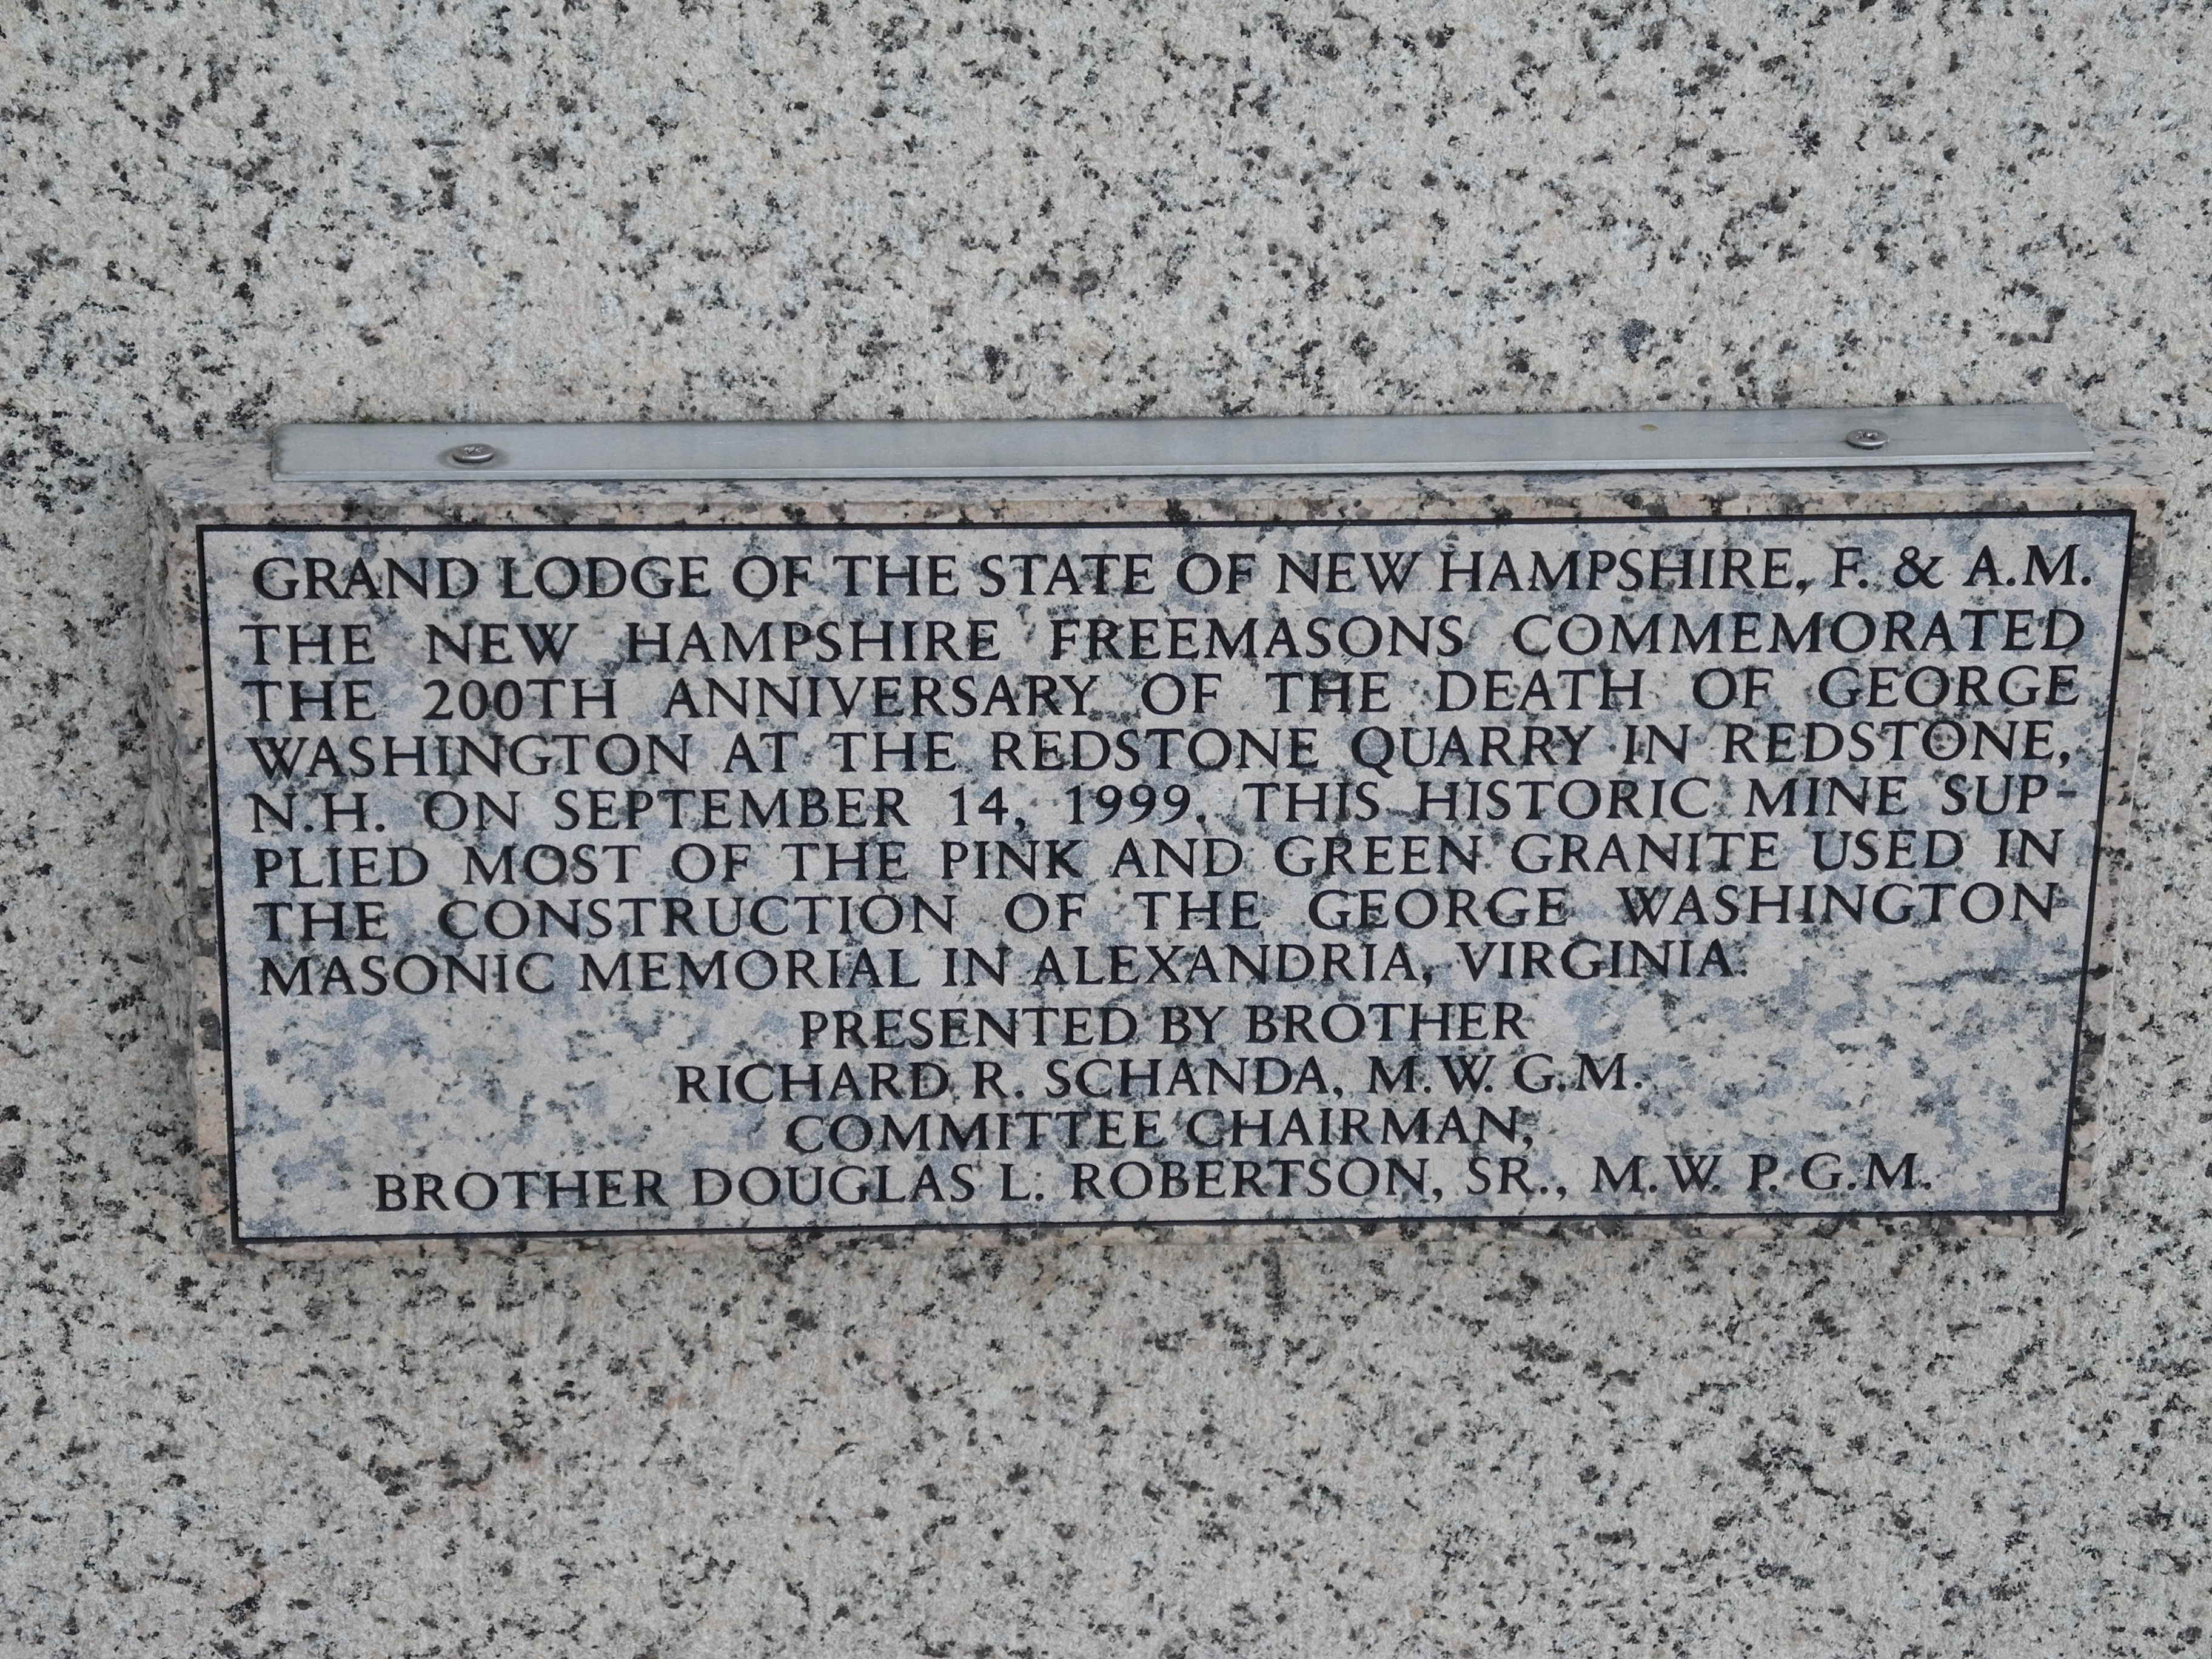 GRAND LODGE OF THE STATE OF NEW HAMPSHIRE, F. & A.M.
THE NEW HAMPSHIRE FREEMASONS COMMEMORATED
THE 200TH ANNIVERSARY OF THE DEATH OF GEORGE
WASHINGTON AT THE REDSTONE QUARRY IN REDSTONE,
N.H. ON SEPTEMBER 14, 1999. THIS HISTORIC MINE SUP-
PLIED MOST OF THE PINK AND GREEN GRANITE USED IN
THE CONSTRUCTION OF THE GEORGE WASHINGTON
MASONIC MEMORIAL IN ALEXANDRIA, VIRGINIA.
PRESENTED BY BROTHER
RICHARD R. SCHANDA, M.W. G.M.
COMMITTEE CHAIRMAN,
BROTHER DOUGLAS L. ROBERTSON, SR., M.W. P. G.M.